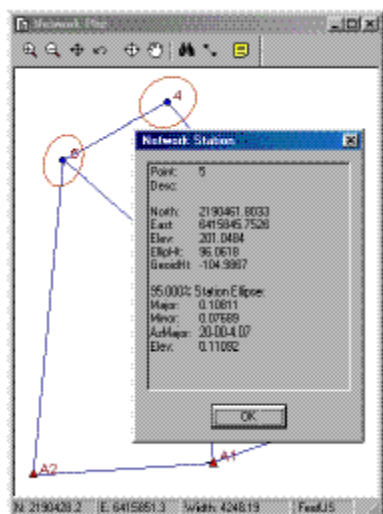 Network Map
4
5
Network Station
Point: 5
Desc:
North: 2190461.8033
East: 6415845.7526
Elev: 201.0484
EllipHt: 96.0618
GeoidHt: -104.9867
95.000% Station Ellipse:
Major: 0.10811
Minor: 0.07689
AzMajor: 20-00-4.07
Elev: 0.11092
OK
A2
A1
N: 2190428.2 E: 6415851.3 Width: 4248.19 FeetUS